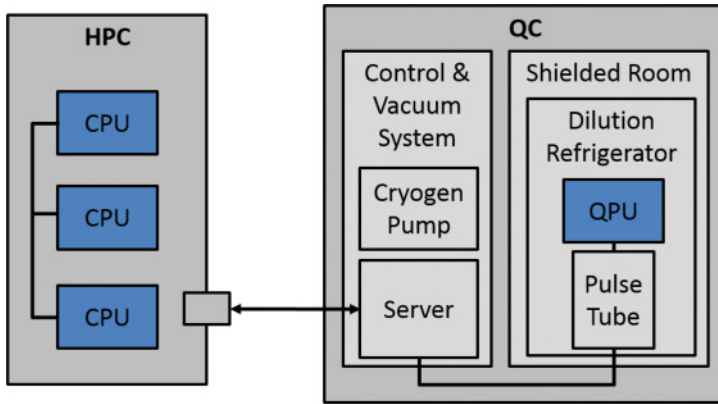 HPC
CPU
CPU
CPU
QC
Control &
Vacuum
System
Cryogen
Pump
Server
Shielded Room
Dilution
Refrigerator
QPU
Pulse
Tube